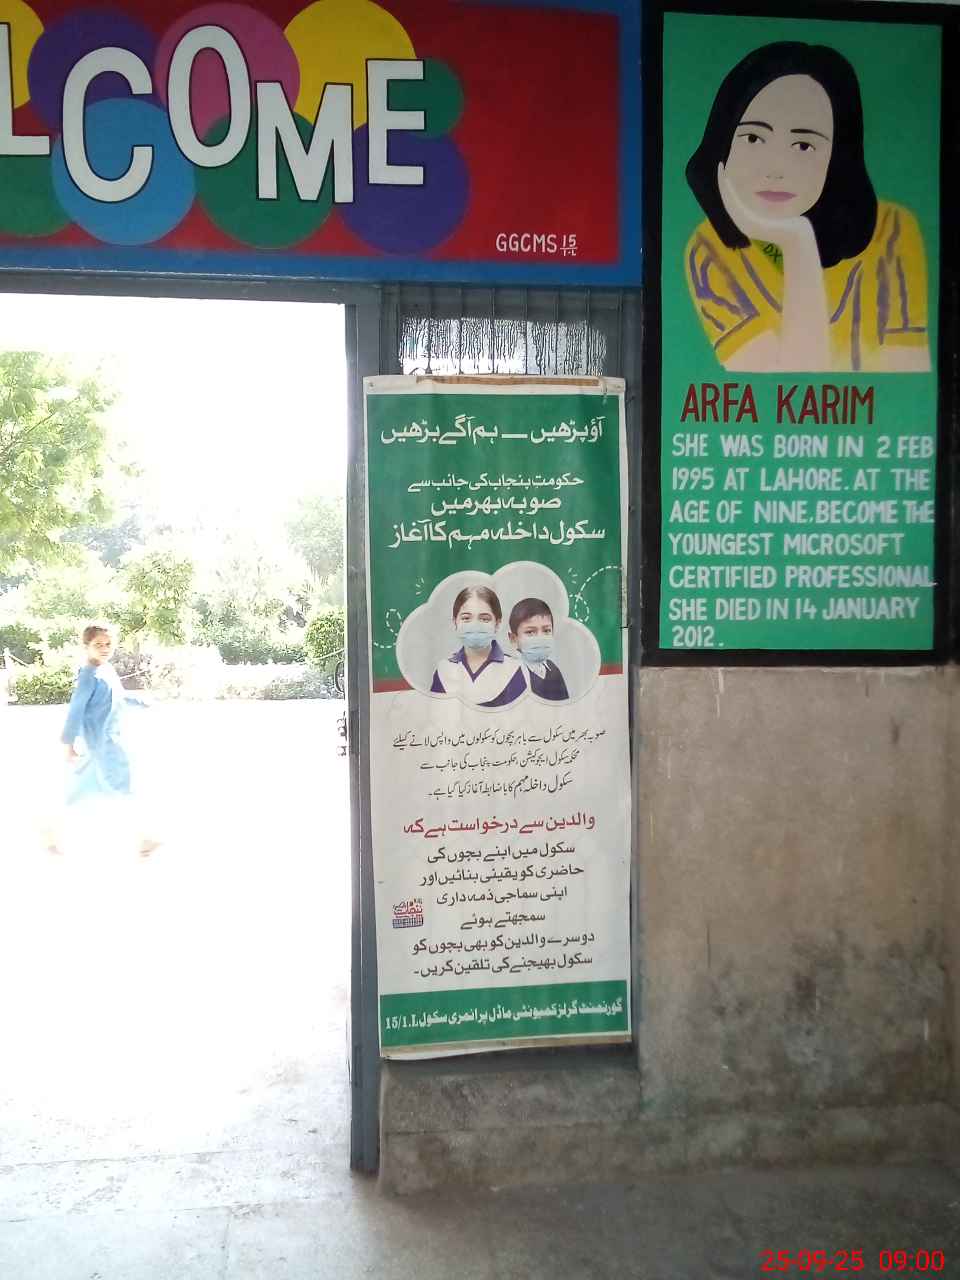 LCOME
GGCMS 15/1-L
ARFA KARIM
SHE WAS BORN IN 2 FEB
1995 AT LAHORE. AT THE
AGE OF NINE, BECOME THE
YOUNGEST MICROSOFT
CERTIFIED PROFESSIONAL
SHE DIED IN 14 JANUARY
2012.
آؤ پڑھیں — ہم آگے بڑھیں
حکومتِ پنجاب کی جانب سے
صوبہ بھر میں
سکول داخلہ مہم کا آغاز
صوبہ بھر میں سکول سے باہر بچوں کو سکولوں میں واپس لانے کیلئے
محکمہ سکول ایجوکیشن، حکومت پنجاب کی جانب سے
سکول داخلہ مہم کا باضابطہ آغاز کیا گیا ہے۔
والدین سے درخواست ہے کہ
سکول میں اپنے بچوں کی
حاضری کو یقینی بنائیں اور
اپنی سماجی ذمہ داری
سمجھتے ہوئے
دوسرے والدین کو بھی بچوں کو
سکول بھیجنے کی تلقین کریں۔
گورنمنٹ گرلز کمیونٹی ماڈل پرائمری سکول 15/1.L
25-09-25 09:00